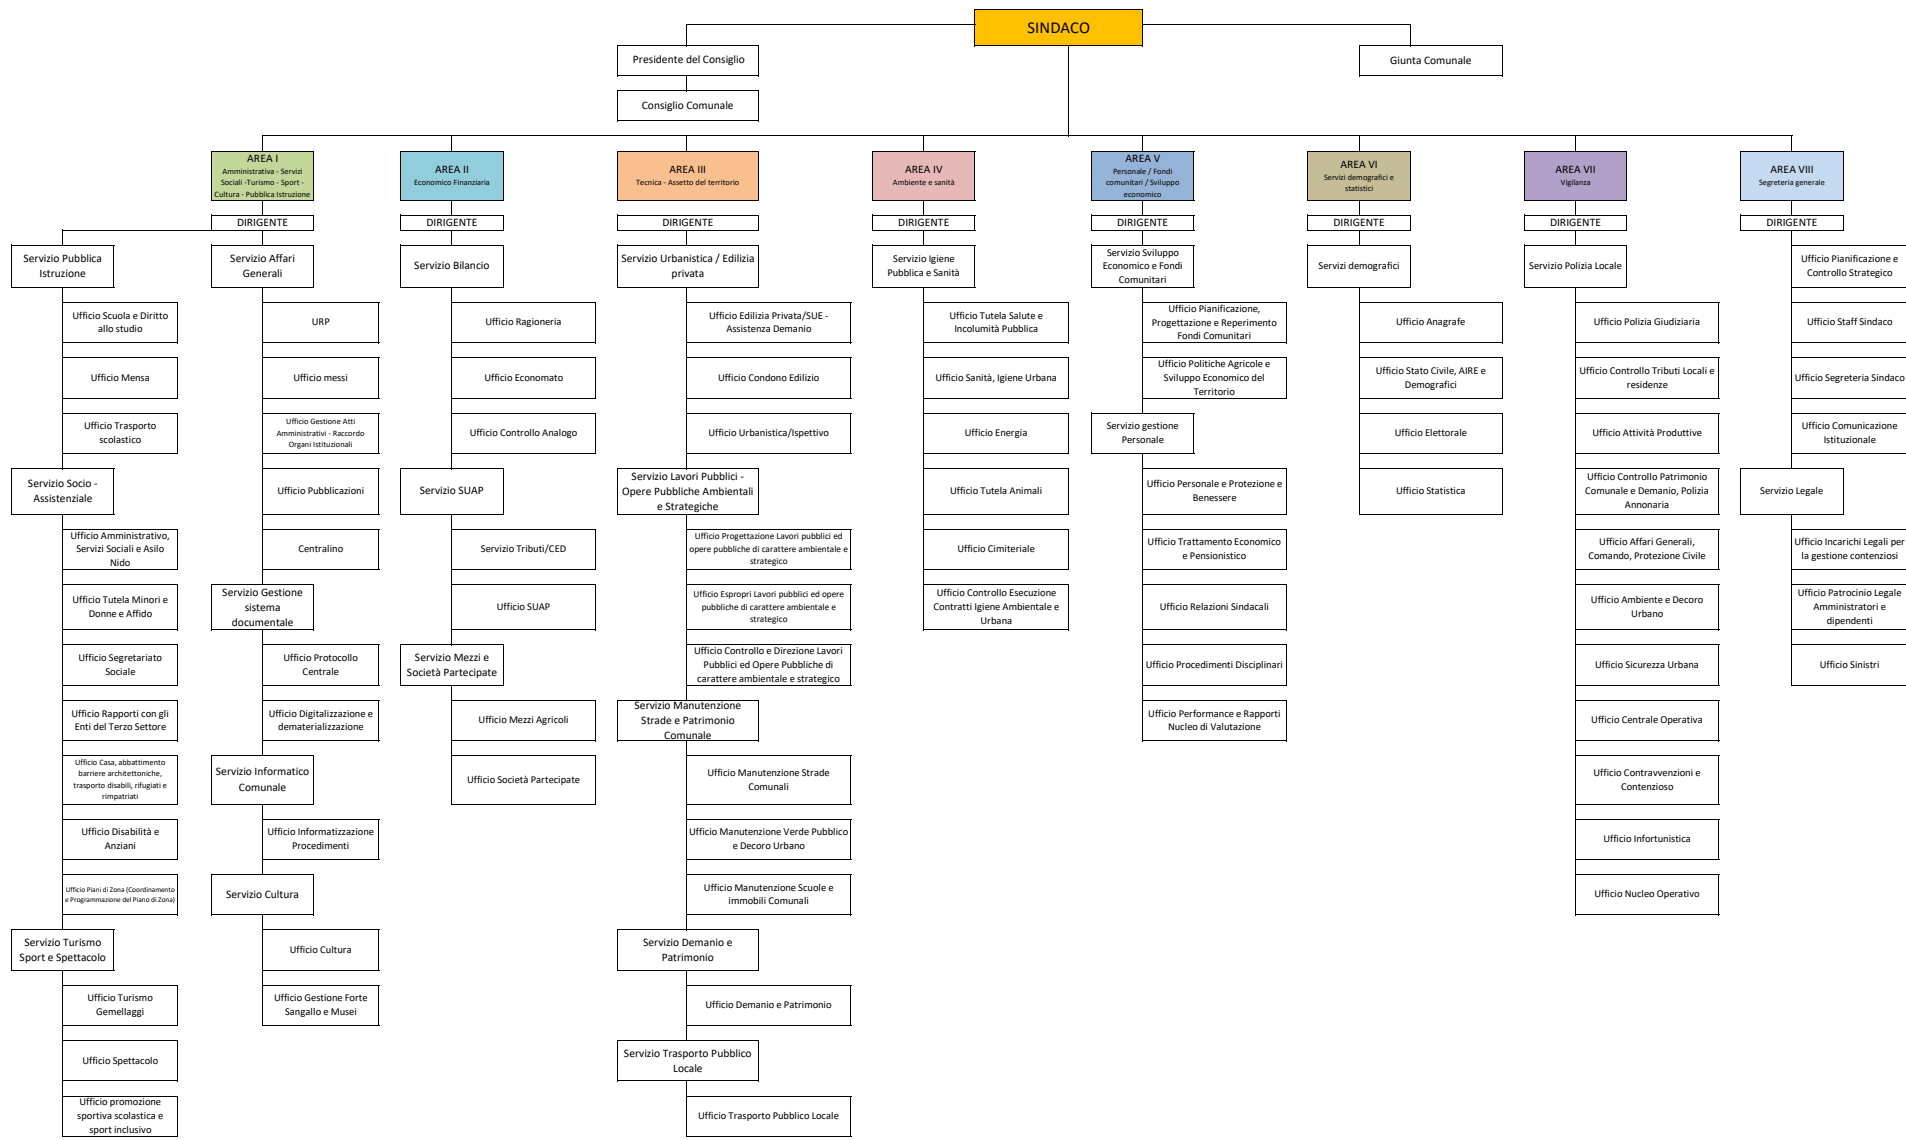 SINDACO
Presidente del Consiglio
Giunta Comunale
Consiglio Comunale
AREA I
Amministrativa - Servizi
Sociali -Turismo - Sport -
Cultura - Pubblica Istruzione
DIRIGENTE
Servizio Pubblica
Istruzione
Ufficio Scuola e Diritto
allo studio
Ufficio Mensa
Ufficio Trasporto
scolastico
Servizio Socio -
Assistenziale
Ufficio Amministrativo,
Servizi Sociali e Asilo
Nido
Ufficio Tutela Minori e
Donne e Affido
Ufficio Segretariato
Sociale
Ufficio Rapporti con gli
Enti del Terzo Settore
Ufficio Casa, abbattimento
barriere architettoniche,
trasporto disabili, rifugiati e
rimpatriati
Ufficio Disabilità e
Anziani
Ufficio Piani di Zona (Coordinamento
e Programmazione del Piano di Zona)
Servizio Turismo
Sport e Spettacolo
Ufficio Turismo
Gemellaggi
Ufficio Spettacolo
Ufficio promozione
sportiva scolastica e
sport inclusivo
Servizio Affari
Generali
URP
Ufficio messi
Ufficio Gestione Atti
Amministrativi - Raccordo
Organi Istituzionali
Ufficio Pubblicazioni
Centralino
Servizio Gestione
sistema
documentale
Ufficio Protocollo
Centrale
Ufficio Digitalizzazione e
dematerializzazione
Servizio Informatico
Comunale
Ufficio Informatizzazione
Procedimenti
Servizio Cultura
Ufficio Cultura
Ufficio Gestione Forte
Sangallo e Musei
AREA II
Economico Finanziaria
DIRIGENTE
Servizio Bilancio
Ufficio Ragioneria
Ufficio Economato
Ufficio Controllo Analogo
Servizio SUAP
Servizio Tributi/CED
Ufficio SUAP
Servizio Mezzi e
Società Partecipate
Ufficio Mezzi Agricoli
Ufficio Società Partecipate
AREA III
Tecnica - Assetto del territorio
DIRIGENTE
Servizio Urbanistica / Edilizia
privata
Ufficio Edilizia Privata/SUE -
Assistenza Demanio
Ufficio Condono Edilizio
Ufficio Urbanistica/Ispettivo
Servizio Lavori Pubblici -
Opere Pubbliche Ambientali
e Strategiche
Ufficio Progettazione Lavori pubblici ed
opere pubbliche di carattere ambientale e
strategico
Ufficio Espropri Lavori pubblici ed opere
pubbliche di carattere ambientale e
strategico
Ufficio Controllo e Direzione Lavori
Pubblici ed Opere Pubbliche di
carattere ambientale e strategico
Servizio Manutenzione
Strade e Patrimonio
Comunale
Ufficio Manutenzione Strade
Comunali
Ufficio Manutenzione Verde Pubblico
e Decoro Urbano
Ufficio Manutenzione Scuole e
immobili Comunali
Servizio Demanio e
Patrimonio
Ufficio Demanio e Patrimonio
Servizio Trasporto Pubblico
Locale
Ufficio Trasporto Pubblico Locale
AREA IV
Ambiente e sanità
DIRIGENTE
Servizio Igiene
Pubblica e Sanità
Ufficio Tutela Salute e
Incolumità Pubblica
Ufficio Sanità, Igiene Urbana
Ufficio Energia
Ufficio Tutela Animali
Ufficio Cimiteriale
Ufficio Controllo Esecuzione
Contratti Igiene Ambientale e
Urbana
AREA V
Personale / Fondi
comunitari / Sviluppo
economico
DIRIGENTE
Servizio Sviluppo
Economico e Fondi
Comunitari
Ufficio Pianificazione,
Progettazione e Reperimento
Fondi Comunitari
Ufficio Politiche Agricole e
Sviluppo Economico del
Territorio
Servizio gestione
Personale
Ufficio Personale e Protezione e
Benessere
Ufficio Trattamento Economico
e Pensionistico
Ufficio Relazioni Sindacali
Ufficio Procedimenti Disciplinari
Ufficio Performance e Rapporti
Nucleo di Valutazione
AREA VI
Servizi demografici e
statistici
DIRIGENTE
Servizi demografici
Ufficio Anagrafe
Ufficio Stato Civile, AIRE e
Demografici
Ufficio Elettorale
Ufficio Statistica
AREA VII
Vigilanza
DIRIGENTE
Servizio Polizia Locale
Ufficio Polizia Giudiziaria
Ufficio Controllo Tributi Locali e
residenze
Ufficio Attività Produttive
Ufficio Controllo Patrimonio
Comunale e Demanio, Polizia
Annonaria
Ufficio Affari Generali,
Comando, Protezione Civile
Ufficio Ambiente e Decoro
Urbano
Ufficio Sicurezza Urbana
Ufficio Centrale Operativa
Ufficio Contravvenzioni e
Contenzioso
Ufficio Infortunistica
Ufficio Nucleo Operativo
AREA VIII
Segreteria generale
DIRIGENTE
Ufficio Pianificazione e
Controllo Strategico
Ufficio Staff Sindaco
Ufficio Segreteria Sindaco
Ufficio Comunicazione
Istituzionale
Servizio Legale
Ufficio Incarichi Legali per
la gestione contenziosi
Ufficio Patrocinio Legale
Amministratori e
dipendenti
Ufficio Sinistri